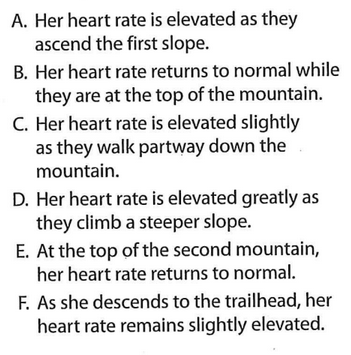 A. Her heart rate is elevated as they
ascend the first slope.
B. Her heart rate returns to normal while
they are at the top of the mountain.
C. Her heart rate is elevated slightly
as they walk partway down the
mountain.
D. Her heart rate is elevated greatly as
they climb a steeper slope.
E. At the top of the second mountain,
her heart rate returns to normal.
F. As she descends to the trailhead, her
heart rate remains slightly elevated.